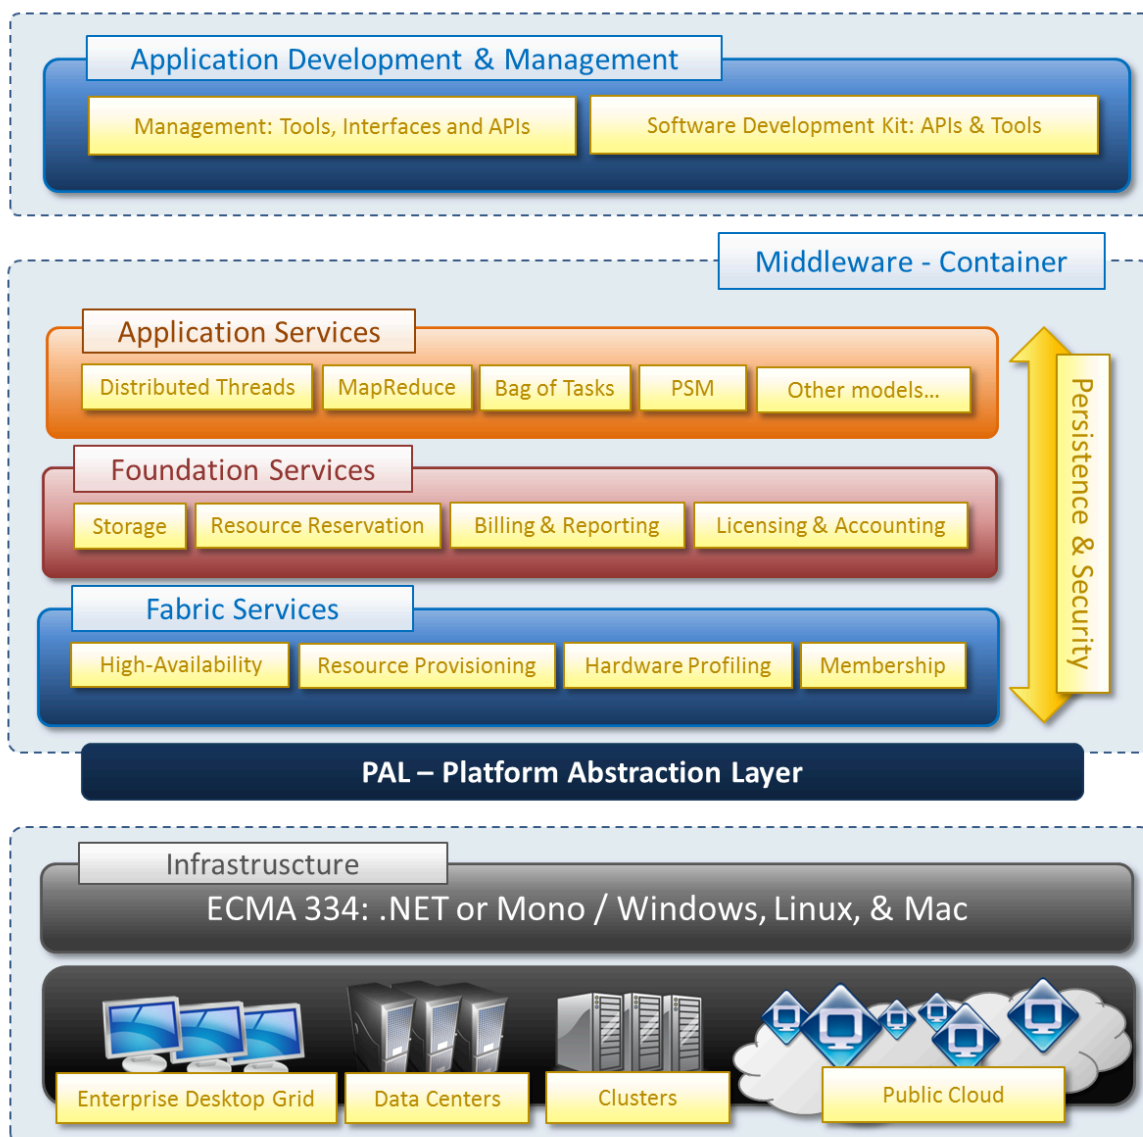 Application Development & Management
Management: Tools, Interfaces and APIs
Software Development Kit: APIs & Tools
Middleware - Container
Application Services
Distributed Threads
MapReduce
Bag of Tasks
PSM
Other models...
Foundation Services
Storage
Resource Reservation
Billing & Reporting
Licensing & Accounting
Fabric Services
High-Availability
Resource Provisioning
Hardware Profiling
Membership
Persistence & Security
PAL – Platform Abstraction Layer
Infrastruscture
ECMA 334: .NET or Mono / Windows, Linux, & Mac
Enterprise Desktop Grid
Data Centers
Clusters
Public Cloud